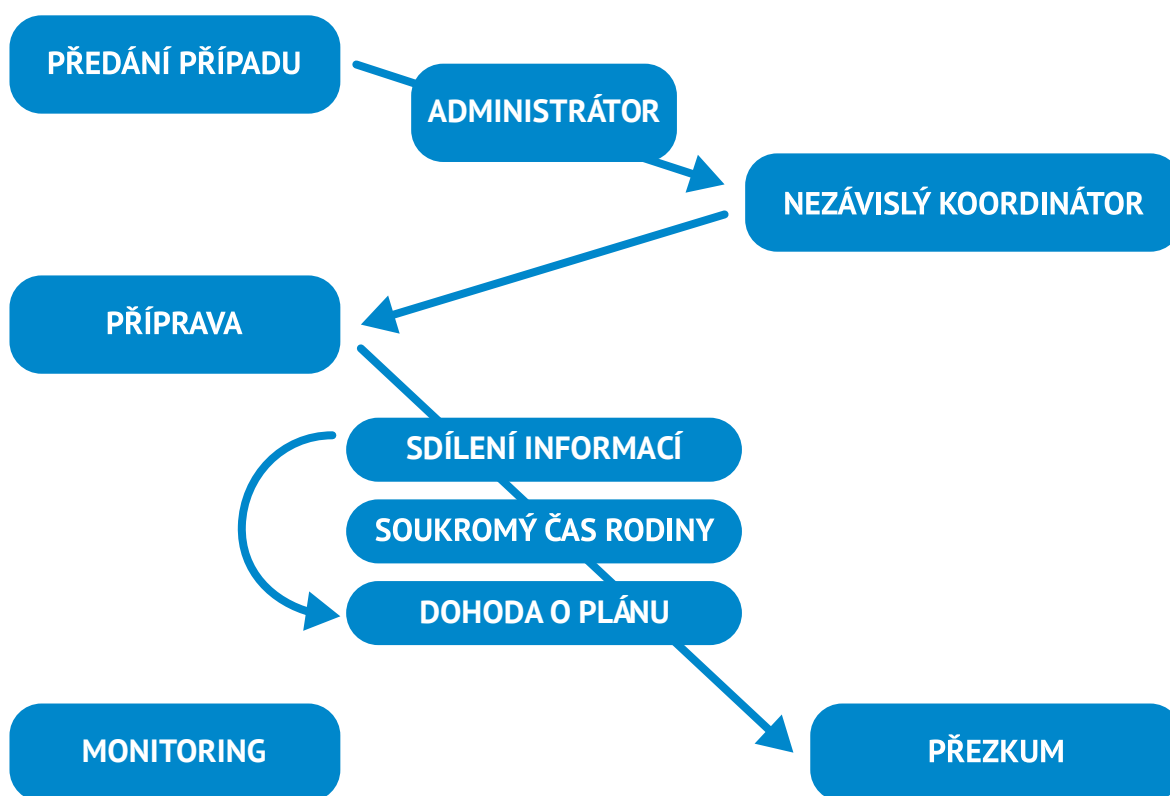 PŘEDÁNÍ PŘÍPADU
ADMINISTRÁTOR
NEZÁVISLÝ KOORDINÁTOR
PŘÍPRAVA
SDÍLENÍ INFORMACÍ
SOUKROMÝ ČAS RODINY
DOHODA O PLÁNU
MONITORING
PŘEZKUM